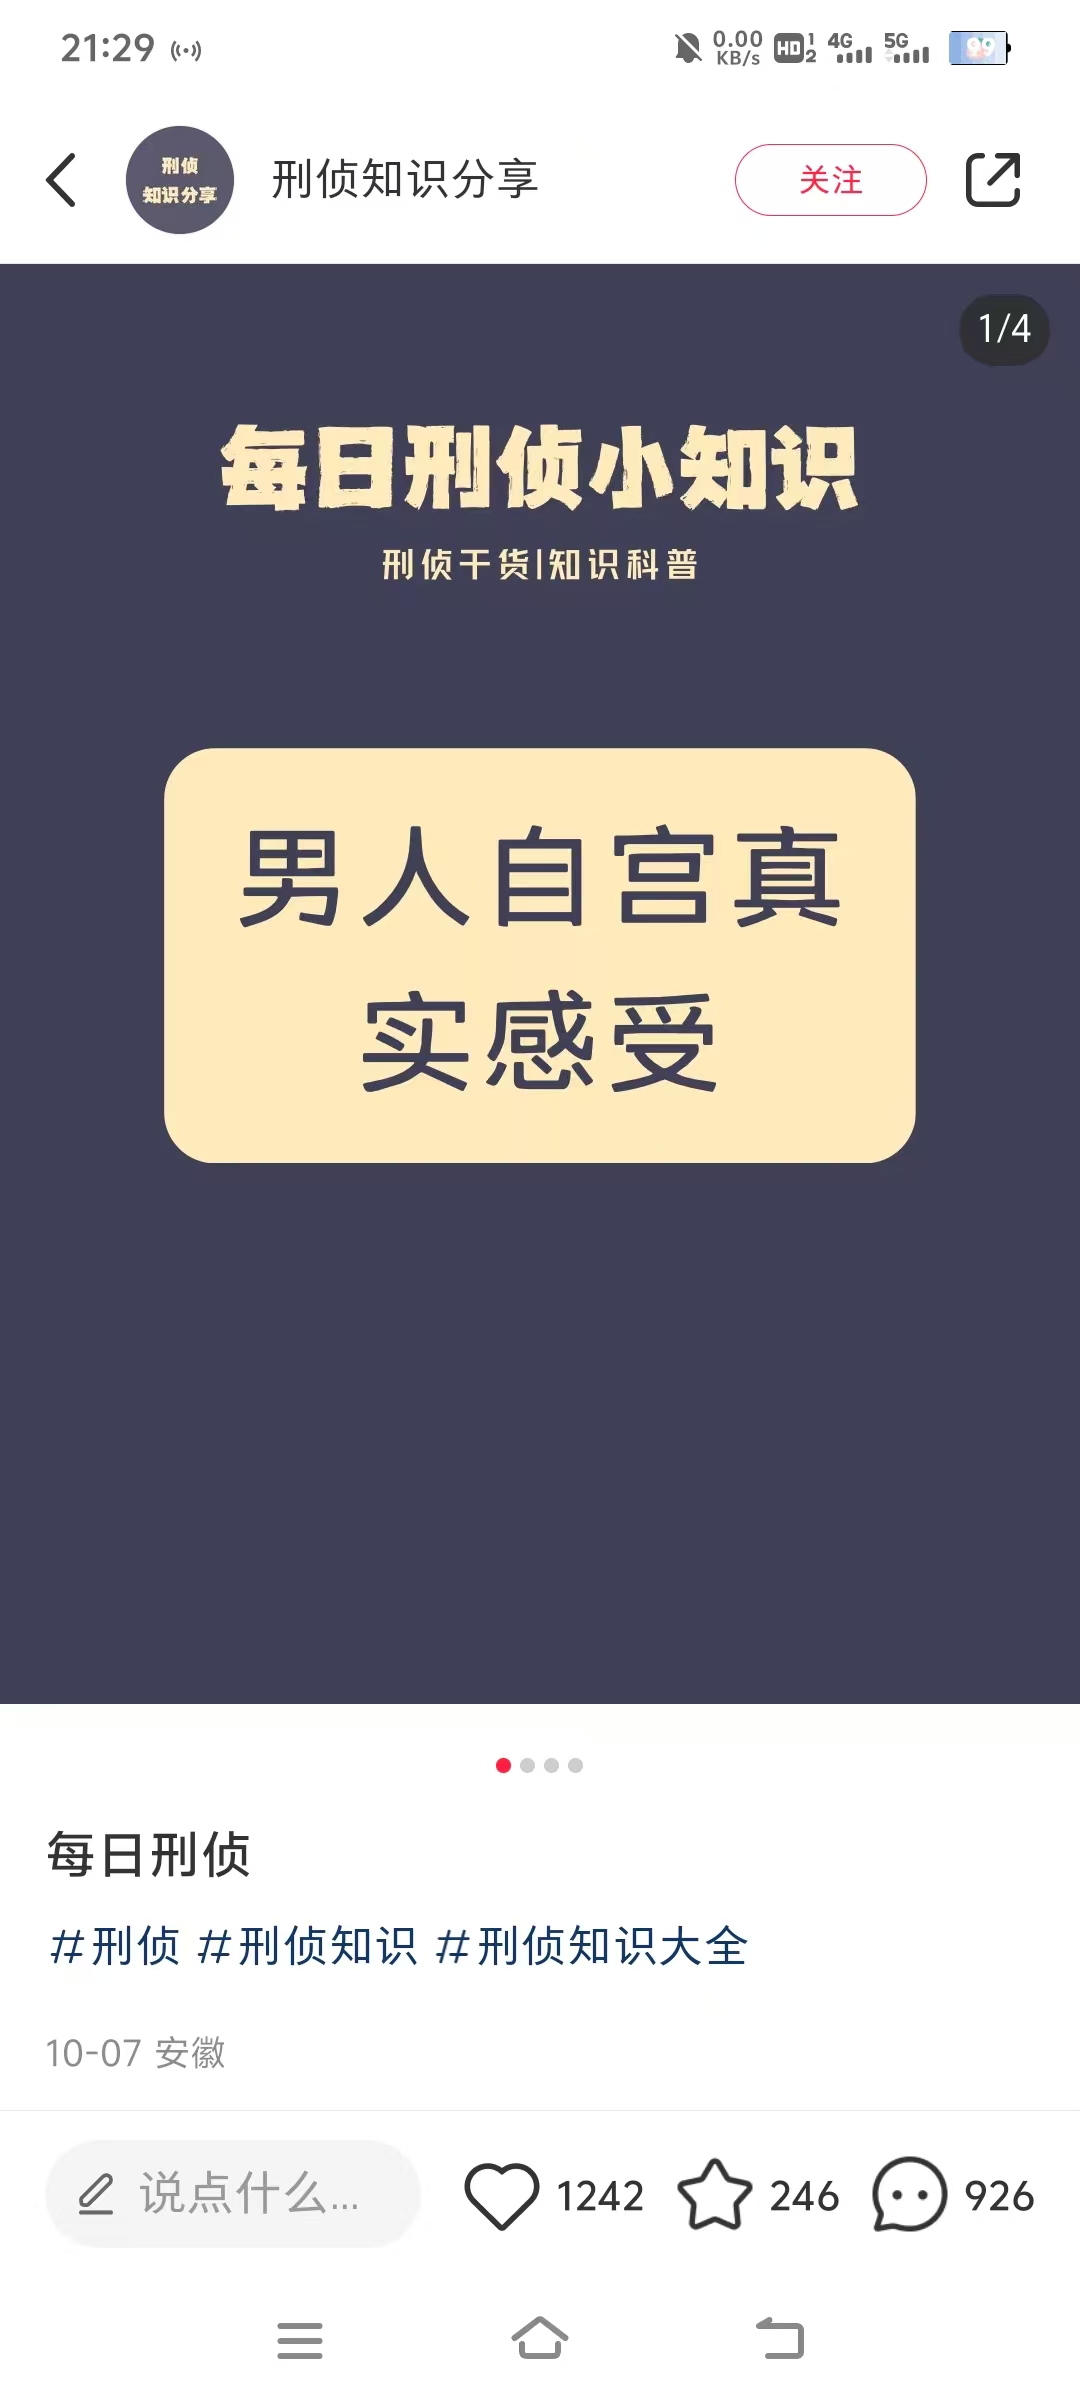 21:29
0.00 KB/s HD 1 2 4G 5G 99
刑侦
知识分享
刑侦知识分享
关注
1/4
每日刑侦小知识
刑侦干货|知识科普
男人自宫真
实感受
每日刑侦
#刑侦 #刑侦知识 #刑侦知识大全
10-07 安徽
说点什么...
1242
246
926